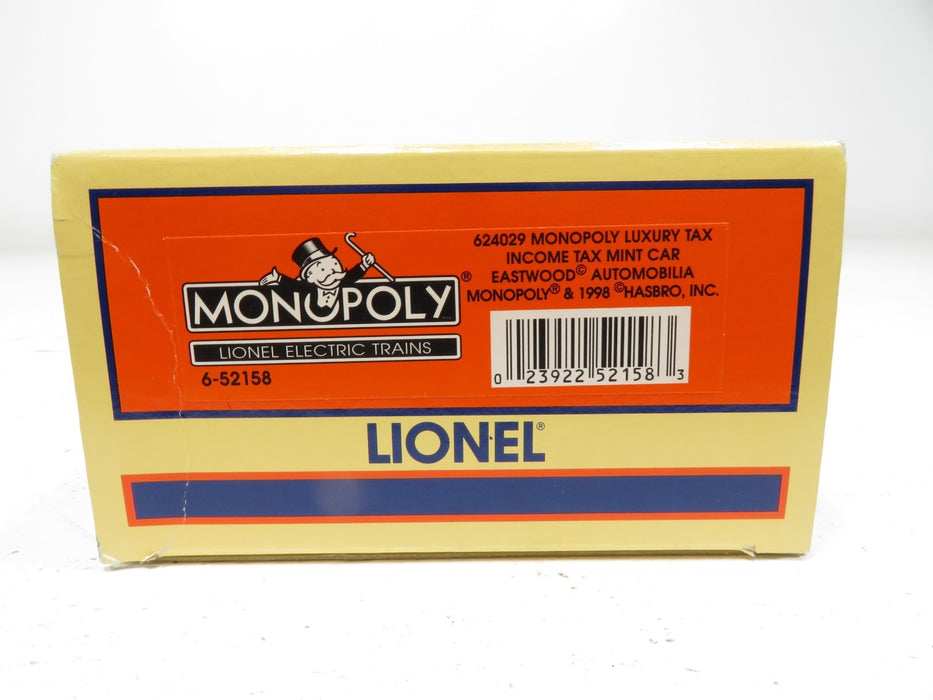 624029 MONOPOLY LUXURY TAX
INCOME TAX MINT CAR
EASTWOOD© AUTOMOBILIA
MONOPOLY® & 1998 ©HASBRO, INC.
MONOPOLY®
LIONEL ELECTRIC TRAINS
6-52158
0 23922 52158 3
LIONEL®